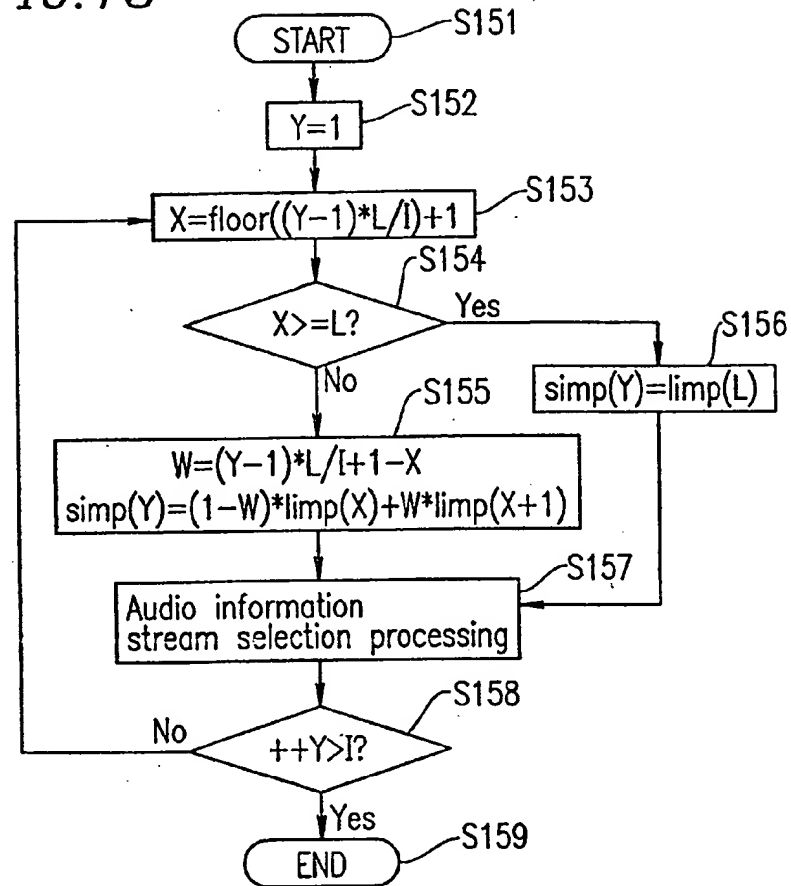 START
S151
Y=1
S152
X=floor((Y-1)*L/I)+1
S153
X>=L?
S154
Yes
No
simp(Y)=limp(L)
S156
S155
W=(Y-1)*L/I+1-X
simp(Y)=(1-W)*limp(X)+W*limp(X+1)
S157
Audio information
stream selection processing
S158
No
++Y>I?
Yes
END
S159